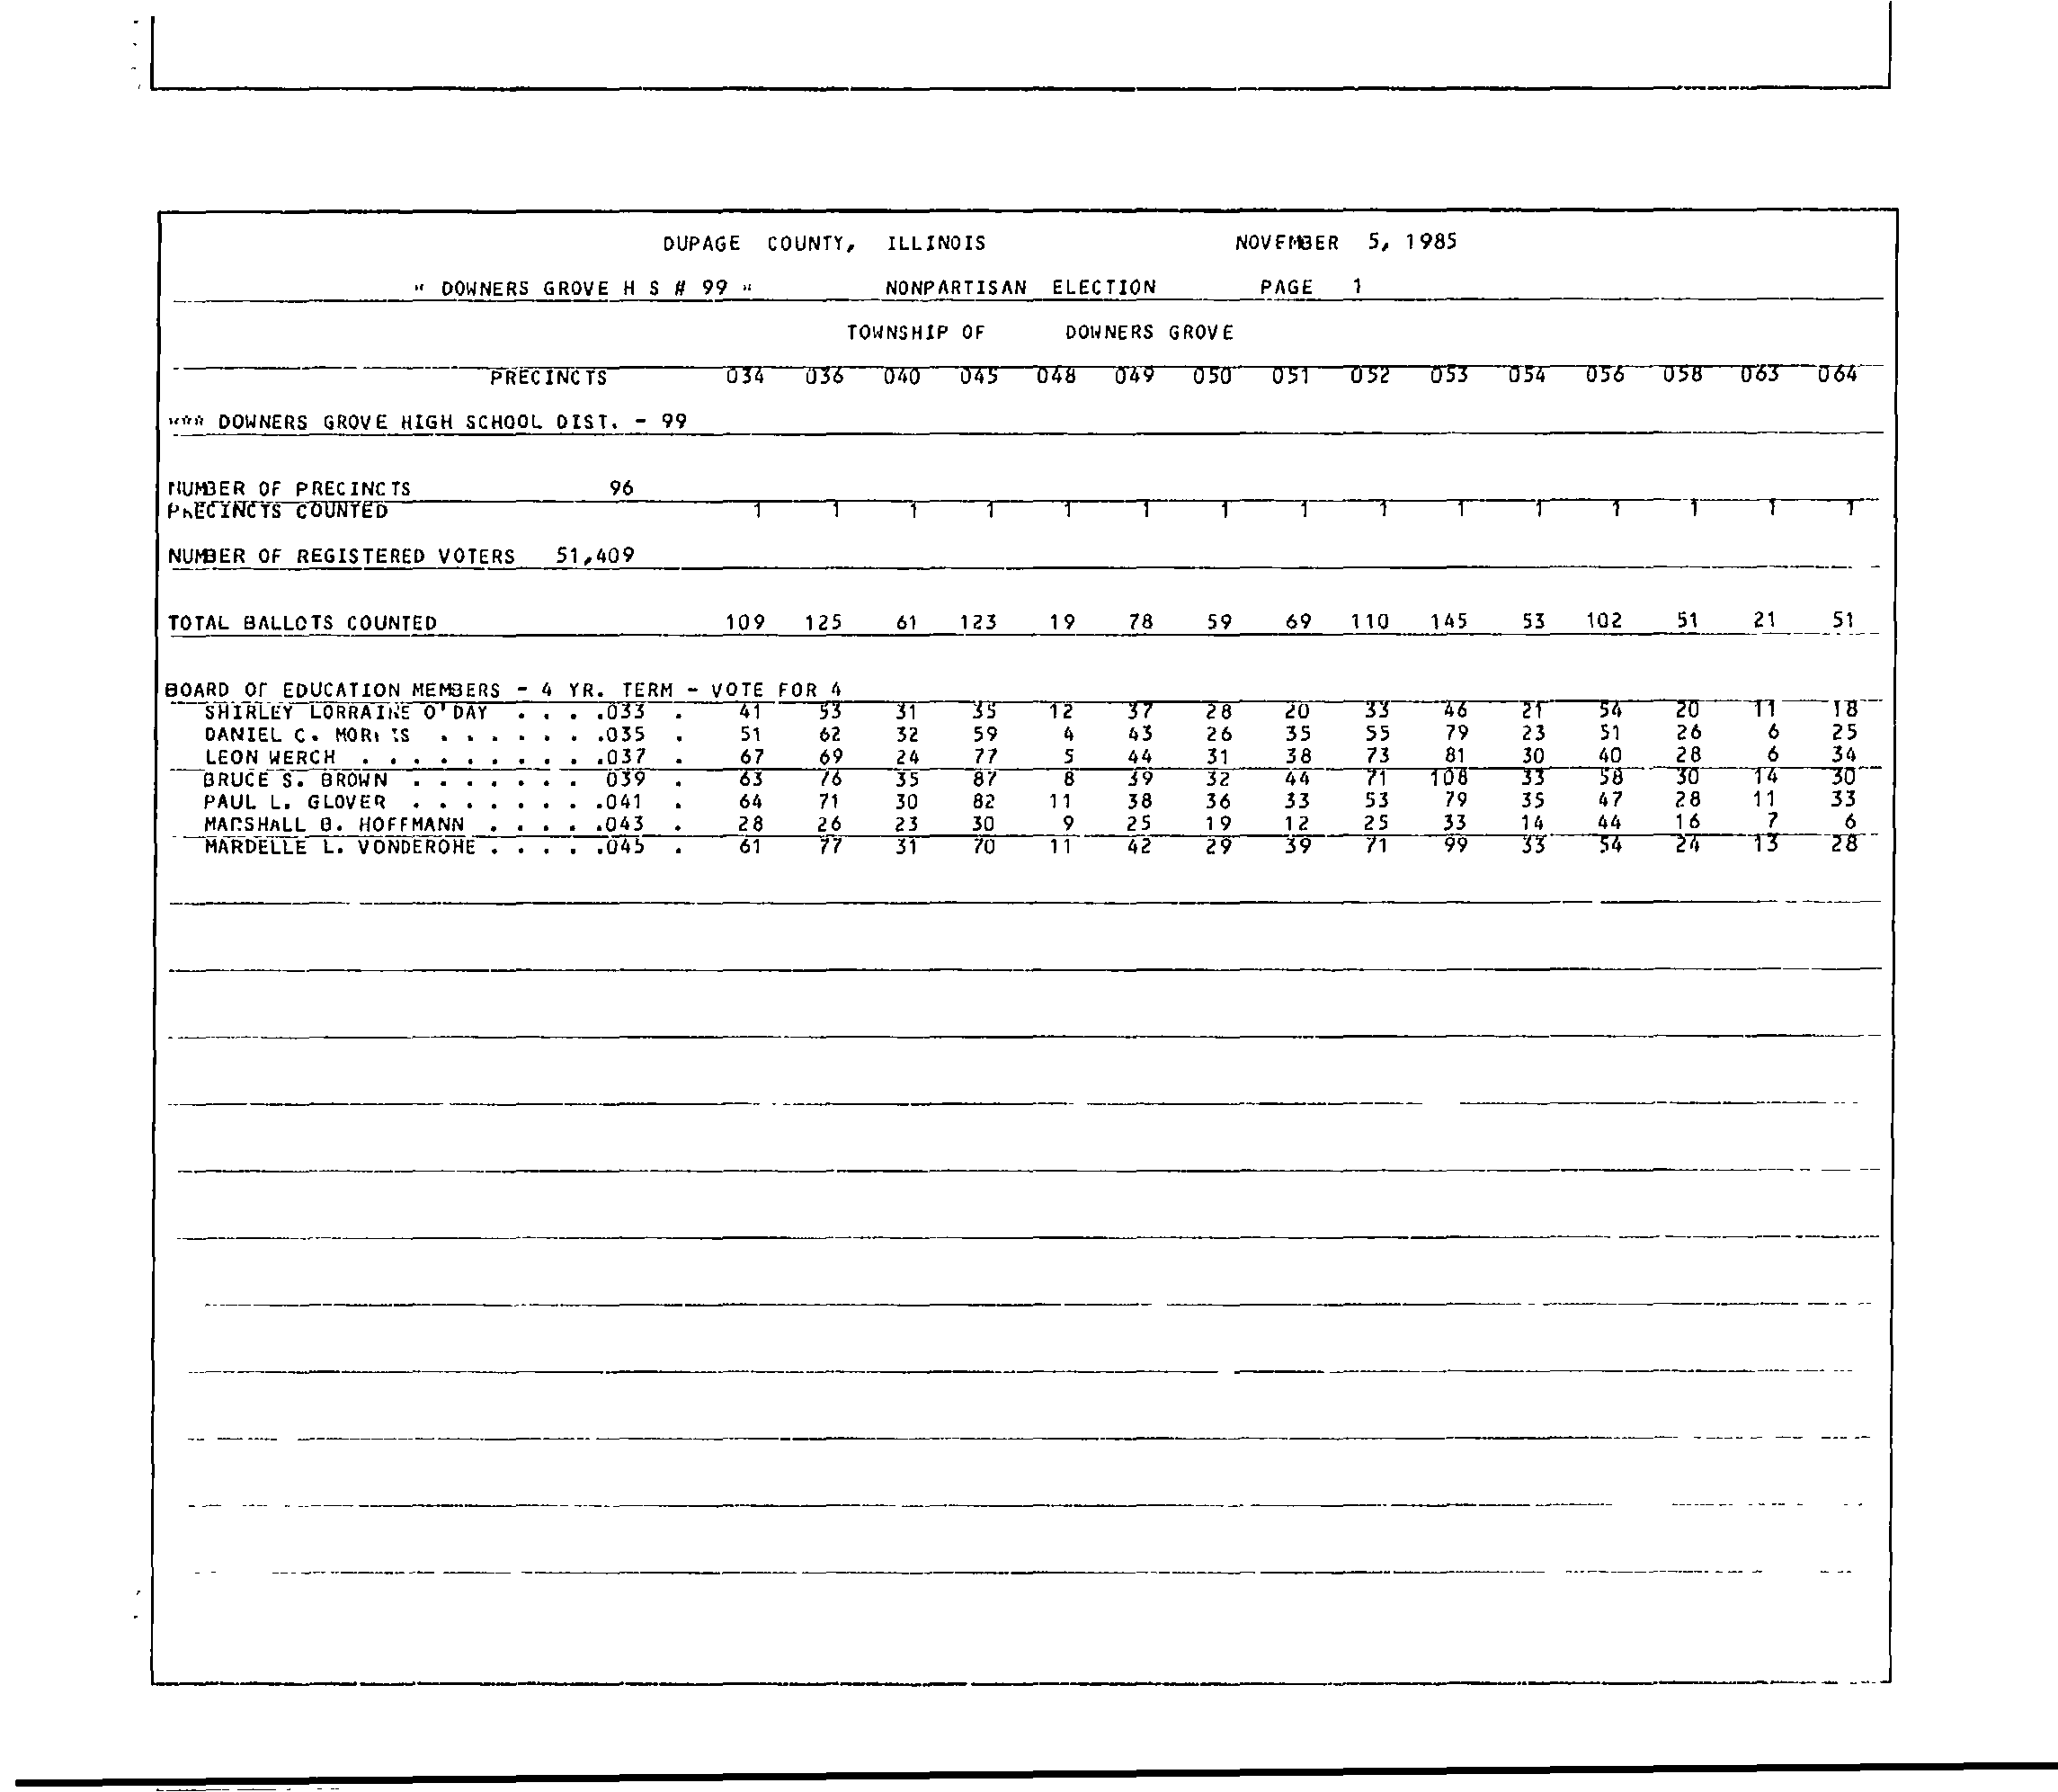 DUPAGE COUNTY, ILLINOIS NOVEMBER 5, 1985
" DOWNERS GROVE H S # 99 " NONPARTISAN ELECTION PAGE 1
TOWNSHIP OF DOWNERS GROVE
PRECINCTS 034 036 040 045 048 049 050 051 052 053 054 056 058 063 064
*** DOWNERS GROVE HIGH SCHOOL DIST. - 99
NUMBER OF PRECINCTS 96
PRECINCTS COUNTED 1 1 1 1 1 1 1 1 1 1 1 1 1 1 1
NUMBER OF REGISTERED VOTERS 51,409
TOTAL BALLOTS COUNTED 109 125 61 123 19 78 59 69 110 145 53 102 51 21 51
BOARD OF EDUCATION MEMBERS - 4 YR. TERM - VOTE FOR 4
SHIRLEY LORRAINE O'DAY . . . .033 . 41 53 31 35 12 37 28 20 33 46 21 54 20 11 18
DANIEL C. . . . . . . .035 . 51 62 32 59 4 43 26 35 55 79 23 51 26 6 25
LEON WERCH . . . . . . . . . .037 . 67 69 24 77 5 44 31 38 73 81 30 40 28 6 34
BRUCE S. BROWN . . . . . . . 039 . 63 76 35 87 8 39 32 44 71 108 33 58 30 14 30
PAUL L. GLOVER . . . . . . . .041 . 64 71 30 82 11 38 36 33 53 79 35 47 28 11 33
MARSHALL B. HOFFMANN . . . . .043 . 28 26 23 30 9 25 19 12 25 33 14 44 16 7 6
MARDELLE L. VONDEROHE . . . . .045 . 61 77 31 70 11 42 29 39 71 99 33 54 24 13 28